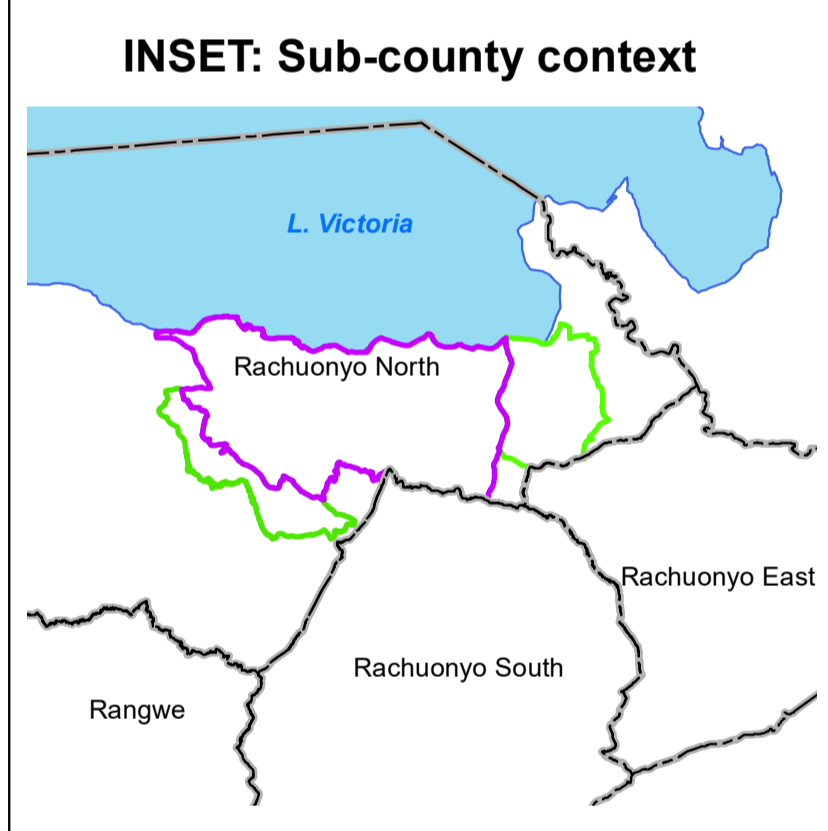 INSET: Sub-county context
L. Victoria
Rachuonyo North
Rachuonyo East
Rachuonyo South
Rangwe